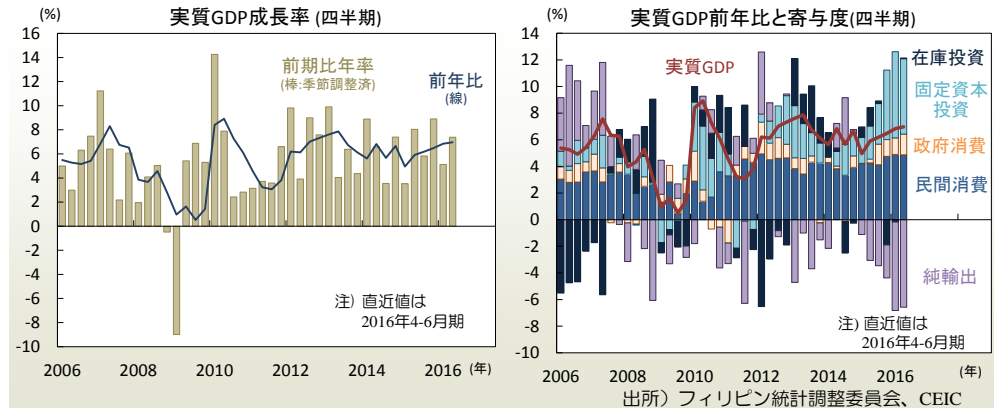 実質GDP成長率 (四半期)
(%)
16
14
12
10
8
6
4
2
0
-2
-4
-6
-8
-10
前期比年率
(棒:季節調整済)
前年比
(線)
注) 直近値は
2016年4-6月期
2006 2008 2010 2012 2014 2016 (年)
実質GDP前年比と寄与度(四半期)
(%)
14
12
10
8
6
4
2
0
-2
-4
-6
-8
-10
実質GDP
在庫投資
固定資本
投資
政府消費
民間消費
純輸出
注) 直近値は
2016年4-6月期
2006 2008 2010 2012 2014 2016 (年)
出所）フィリピン統計調整委員会、CEIC